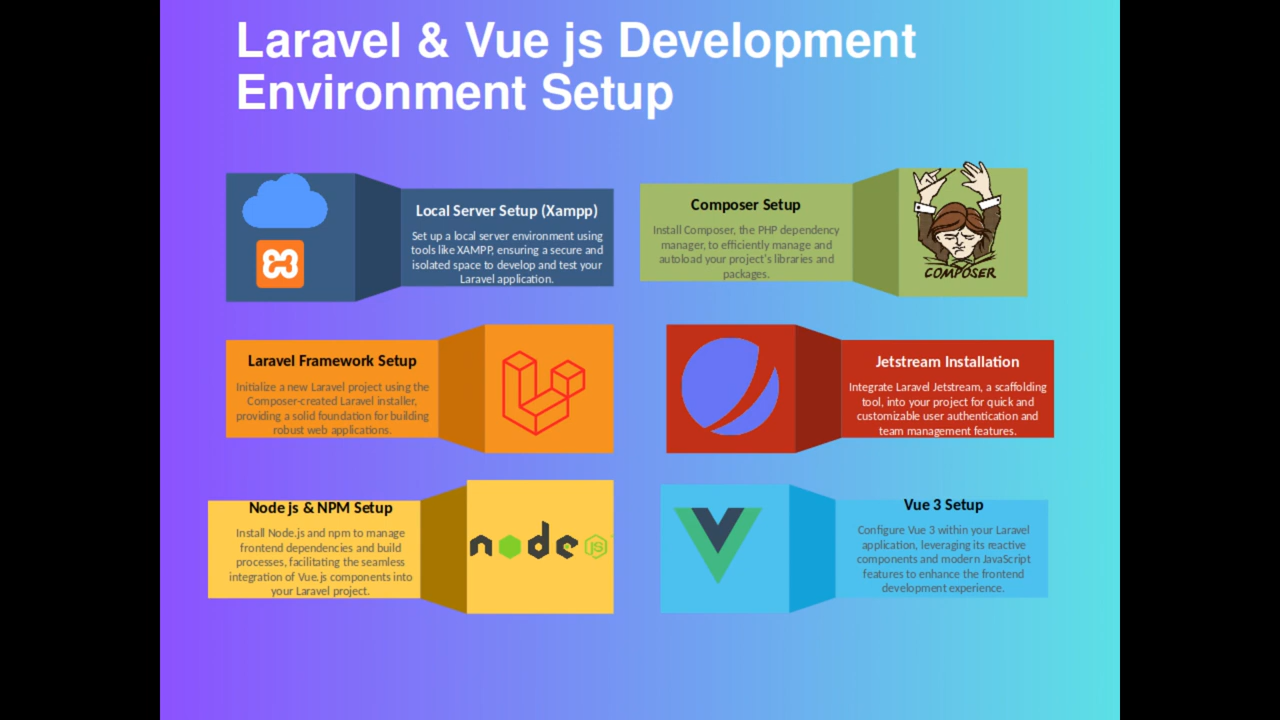 Laravel & Vue js Development
Environment Setup
Local Server Setup (Xampp)
Set up a local server environment using
tools like XAMPP, ensuring a secure and
isolated space to develop and test your
Laravel application.
Composer Setup
Install Composer, the PHP dependency
manager, to efficiently manage and
autoload your project's libraries and
packages.
COMPOSER
Laravel Framework Setup
Initialize a new Laravel project using the
Composer-created Laravel installer,
providing a solid foundation for building
robust web applications.
Jetstream Installation
Integrate Laravel Jetstream, a scaffolding
tool, into your project for quick and
customizable user authentication and
team management features.
Node js & NPM Setup
Install Node.js and npm to manage
frontend dependencies and build
processes, facilitating the seamless
integration of Vue.js components into
your Laravel project.
node js
Vue 3 Setup
Configure Vue 3 within your Laravel
application, leveraging its reactive
components and modern JavaScript
features to enhance the frontend
development experience.